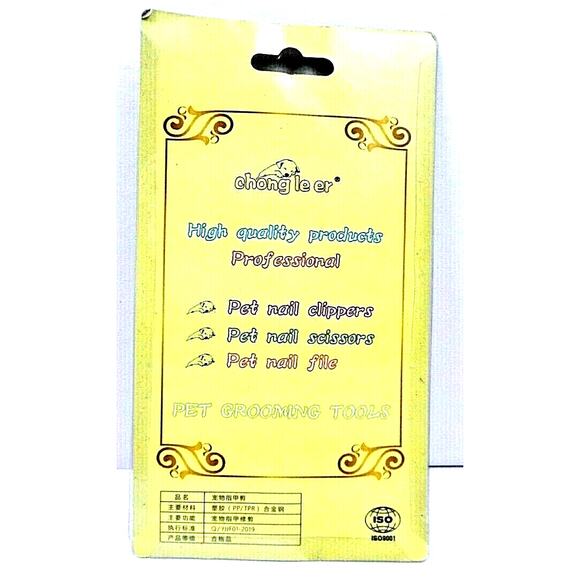 chong le er®
High quality products
Professional
Pet nail clippers
Pet nail scissors
Pet nail file
PET GROOMING TOOLS
品名 宠物指甲剪
主要材料 塑胶（PP/TPR）合金钢
主要功能 宠物指甲修剪
执行标准
产品等级 合格品
ISO
ISO9001